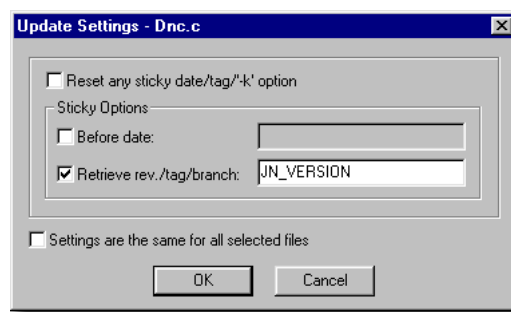 Update Settings - Dnc.c
Reset any sticky date/tag/'-k' option
Sticky Options
Before date:
Retrieve rev./tag/branch: JN_VERSION
Settings are the same for all selected files
OK Cancel